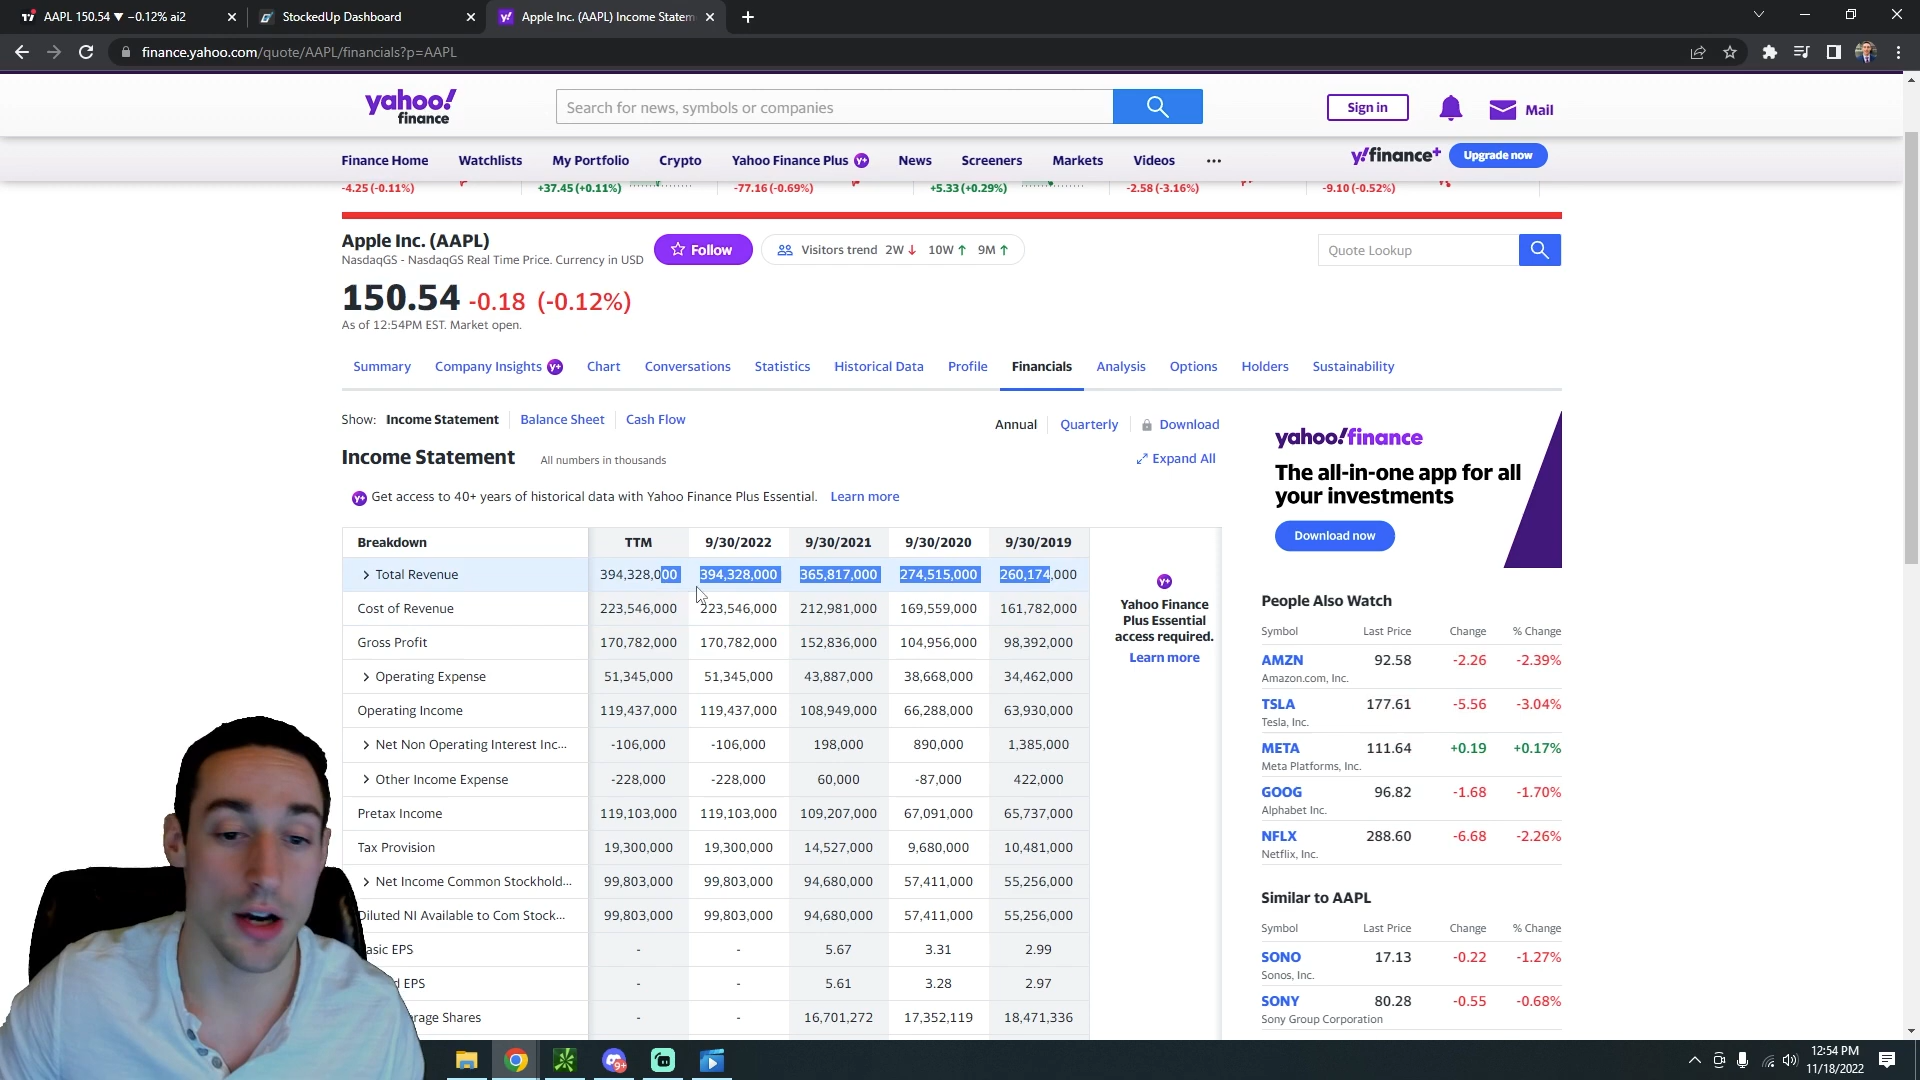 AAPL 150.54 ▼ −0.12% ai2
StockedUp Dashboard
Apple Inc. (AAPL) Income Statem
finance.yahoo.com/quote/AAPL/financials?p=AAPL
yahoo!
finance
Search for news, symbols or companies
Sign in
Mail
Finance Home
Watchlists
My Portfolio
Crypto
Yahoo Finance Plus
News
Screeners
Markets
Videos
...
y!finance+
Upgrade now
-4.25 (-0.11%)
+37.45 (+0.11%)
-77.16 (-0.69%)
+5.33 (+0.29%)
-2.58 (-3.16%)
-9.10 (-0.52%)
Apple Inc. (AAPL)
NasdaqGS - NasdaqGS Real Time Price. Currency in USD
Follow
Visitors trend 2W↓ 10W↑ 9M↑
Quote Lookup
150.54 -0.18 (-0.12%)
As of 12:54PM EST. Market open.
Summary
Company Insights
Chart
Conversations
Statistics
Historical Data
Profile
Financials
Analysis
Options
Holders
Sustainability
Show: Income Statement Balance Sheet Cash Flow
Annual Quarterly Download
Income Statement All numbers in thousands
Expand All
Get access to 40+ years of historical data with Yahoo Finance Plus Essential. Learn more
Breakdown TTM 9/30/2022 9/30/2021 9/30/2020 9/30/2019
Total Revenue 394,328,000 394,328,000 365,817,000 274,515,000 260,174,000
Cost of Revenue 223,546,000 223,546,000 212,981,000 169,559,000 161,782,000
Gross Profit 170,782,000 170,782,000 152,836,000 104,956,000 98,392,000
Operating Expense 51,345,000 51,345,000 43,887,000 38,668,000 34,462,000
Operating Income 119,437,000 119,437,000 108,949,000 66,288,000 63,930,000
Net Non Operating Interest Inc... -106,000 -106,000 198,000 890,000 1,385,000
Other Income Expense -228,000 -228,000 60,000 -87,000 422,000
Pretax Income 119,103,000 119,103,000 109,207,000 67,091,000 65,737,000
Tax Provision 19,300,000 19,300,000 14,527,000 9,680,000 10,481,000
Net Income Common Stockhold... 99,803,000 99,803,000 94,680,000 57,411,000 55,256,000
Diluted NI Available to Com Stock... 99,803,000 99,803,000 94,680,000 57,411,000 55,256,000
asic EPS - - 5.67 3.31 2.99
d EPS - - 5.61 3.28 2.97
rage Shares - - 16,701,272 17,352,119 18,471,336
Yahoo Finance
Plus Essential
access required.
Learn more
yahoo!finance
The all-in-one app for all
your investments
Download now
People Also Watch
Symbol Last Price Change % Change
AMZN 92.58 -2.26 -2.39%
Amazon.com, Inc.
TSLA 177.61 -5.56 -3.04%
Tesla, Inc.
META 111.64 +0.19 +0.17%
Meta Platforms, Inc.
GOOG 96.82 -1.68 -1.70%
Alphabet Inc.
NFLX 288.60 -6.68 -2.26%
Netflix, Inc.
Similar to AAPL
Symbol Last Price Change % Change
SONO 17.13 -0.22 -1.27%
Sonos, Inc.
SONY 80.28 -0.55 -0.68%
Sony Group Corporation
12:54 PM
11/18/2022